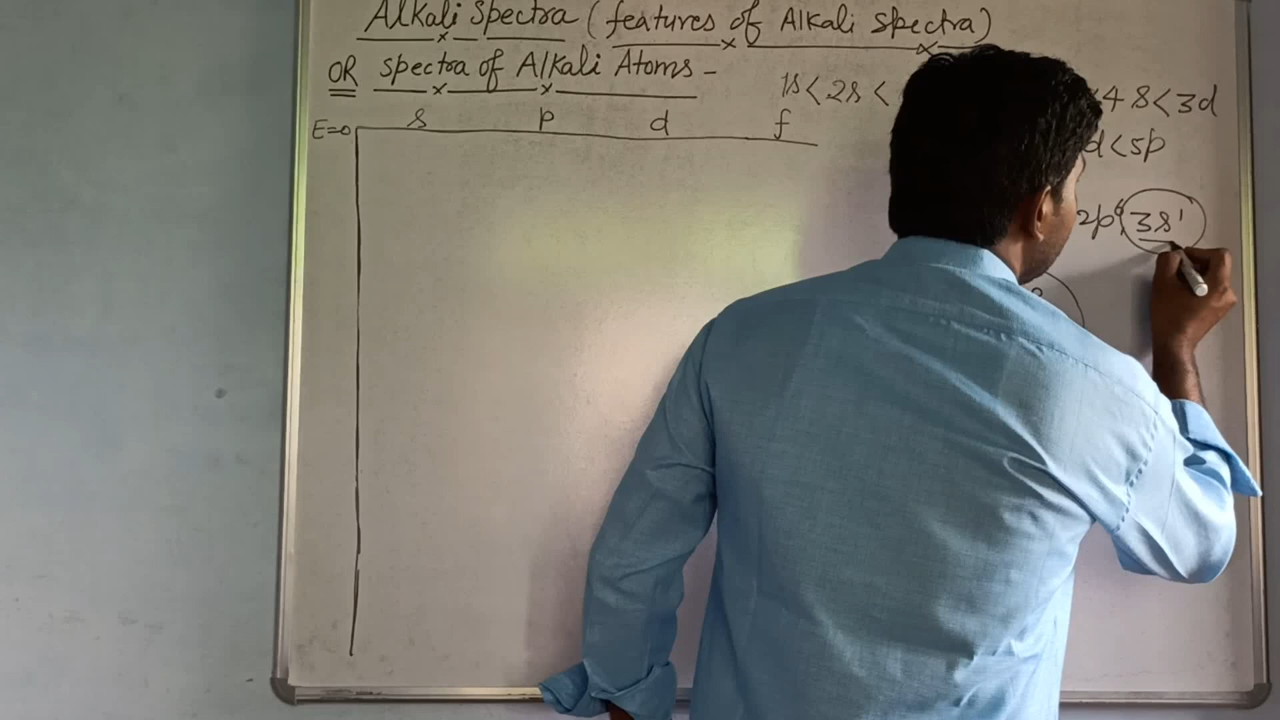 Alkali spectra (features of Alkali spectra)
OR spectra of Alkali Atoms -
1s < 2s < < 4s < 3d
d < 5p
s p d f
E=0
2p⁶, 3s¹